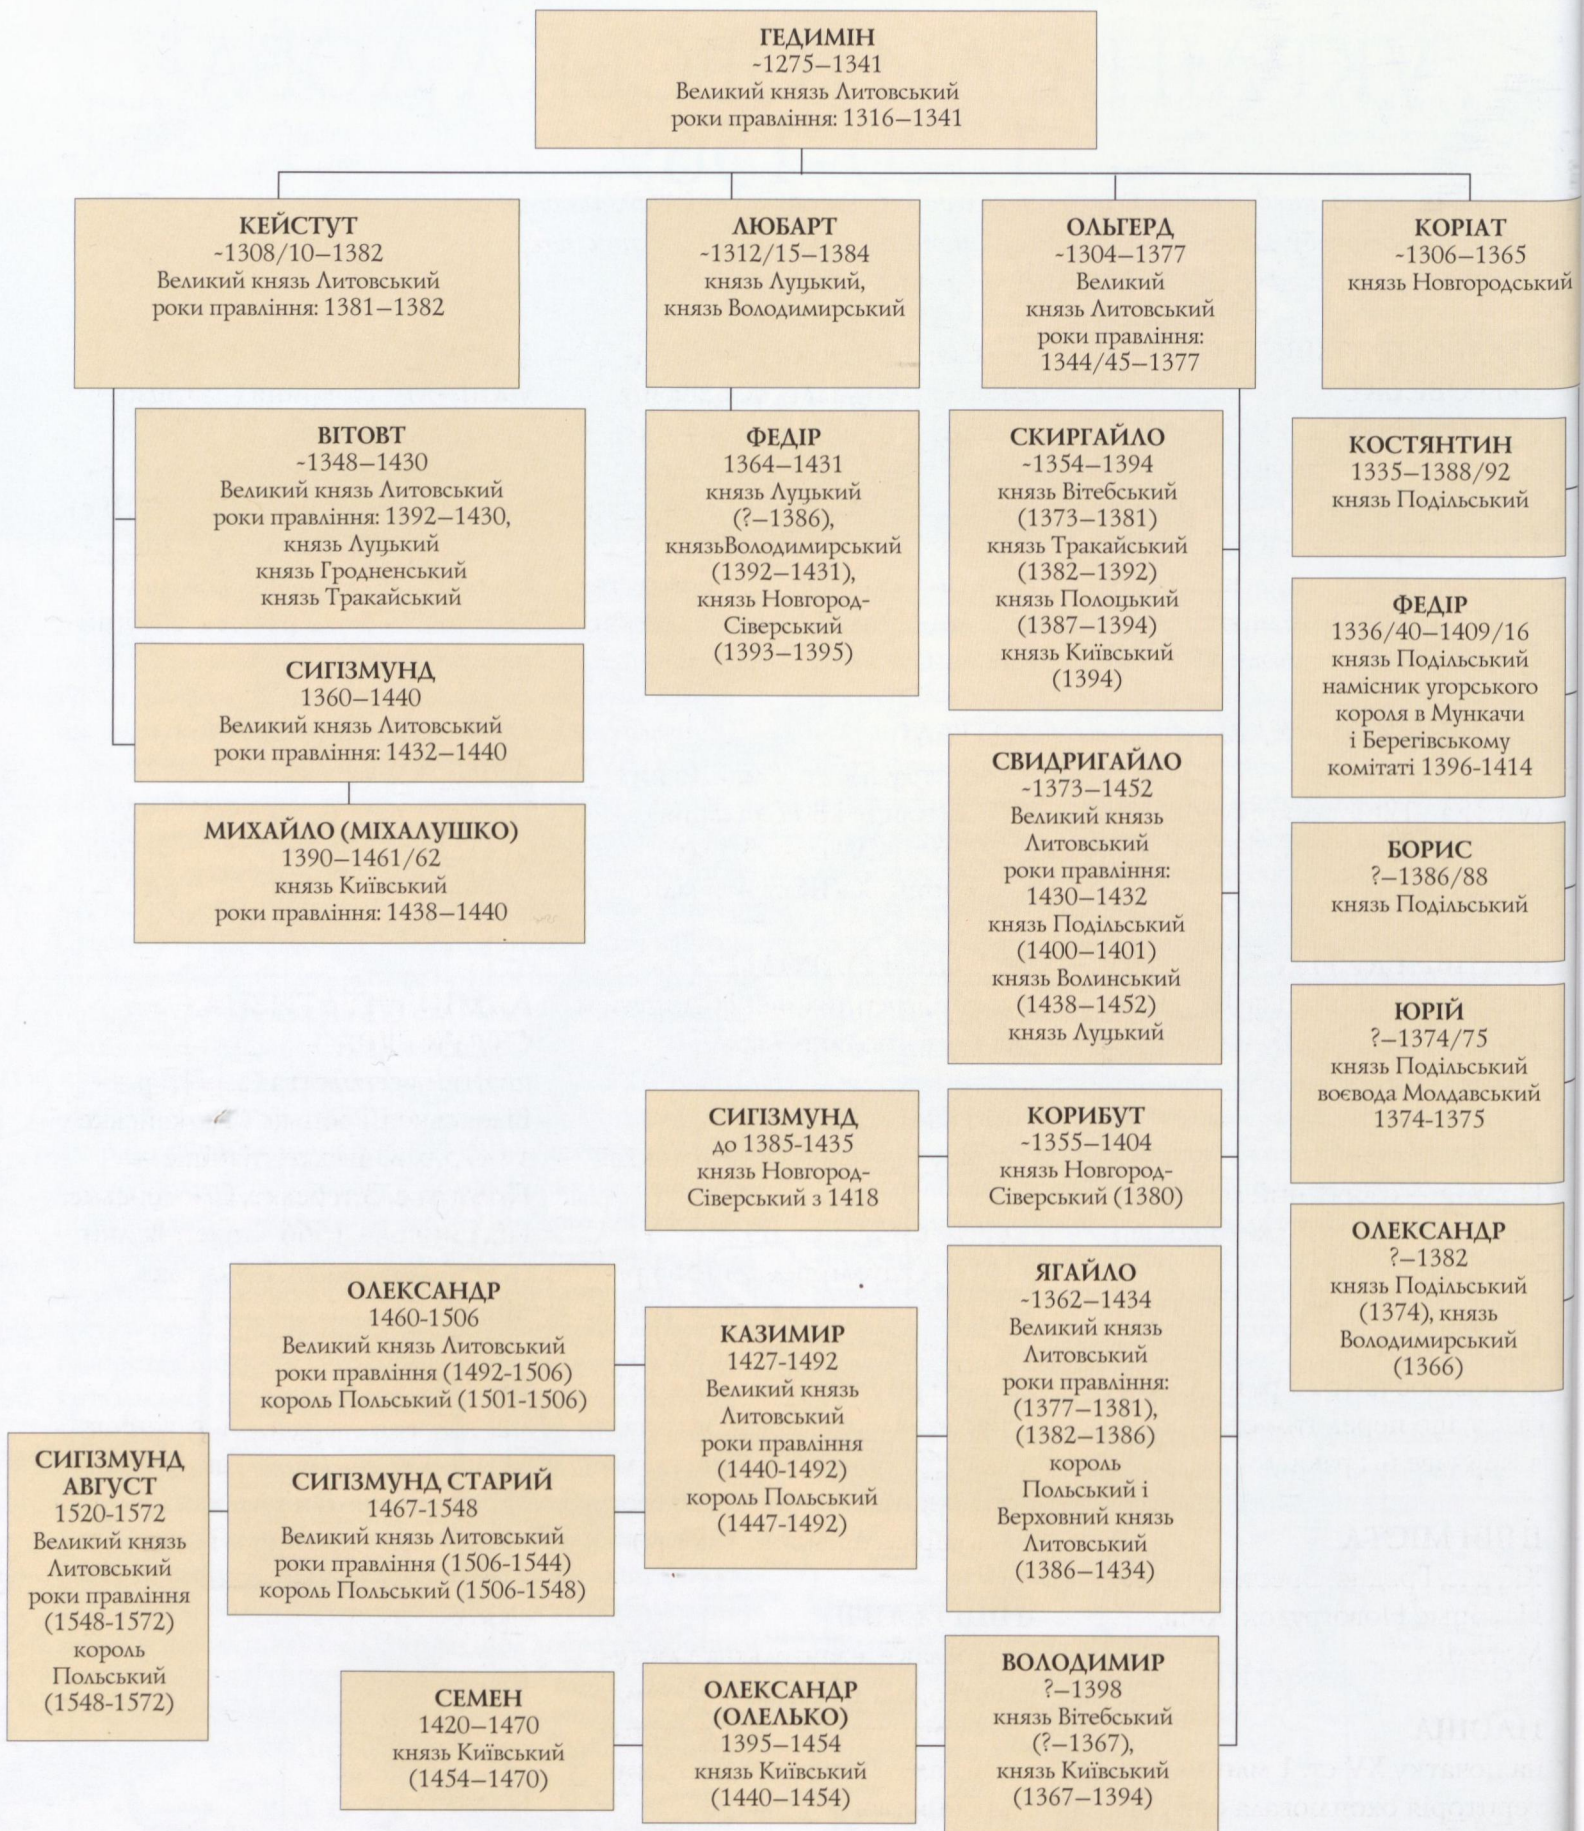 ГЕДИМІН
~1275–1341
Великий князь Литовський
роки правління: 1316–1341
КЕЙСТУТ
~1308/10–1382
Великий князь Литовський
роки правління: 1381–1382
ЛЮБАРТ
~1312/15–1384
князь Луцький,
князь Володимирський
ОЛЬГЕРД
~1304–1377
Великий
князь Литовський
роки правління:
1344/45–1377
КОРІАТ
~1306–1365
князь Новгородський
ВІТОВТ
~1348–1430
Великий князь Литовський
роки правління: 1392–1430,
князь Луцький
князь Гродненський
князь Тракайський
СИГІЗМУНД
1360–1440
Великий князь Литовський
роки правління: 1432–1440
МИХАЙЛО (МІХАЛУШКО)
1390–1461/62
князь Київський
роки правління: 1438–1440
ФЕДІР
1364–1431
князь Луцький
(?–1386),
князьВолодимирський
(1392–1431),
князь Новгород-
Сіверський
(1393–1395)
СКИРГАЙЛО
~1354–1394
князь Вітебський
(1373–1381)
князь Тракайський
(1382–1392)
князь Полоцький
(1387–1394)
князь Київський
(1394)
СВИДРИГАЙЛО
~1373–1452
Великий князь
Литовський
роки правління:
1430–1432
князь Подільський
(1400–1401)
князь Волинський
(1438–1452)
князь Луцький
КОСТЯНТИН
1335–1388/92
князь Подільський
ФЕДІР
1336/40–1409/16
князь Подільський
намісник угорського
короля в Мункачи
і Берегівському
комітаті 1396-1414
БОРИС
?–1386/88
князь Подільський
ЮРІЙ
?–1374/75
князь Подільський
воєвода Молдавський
1374-1375
ОЛЕКСАНДР
?–1382
князь Подільський
(1374), князь
Володимирський
(1366)
СИГІЗМУНД
до 1385-1435
князь Новгород-
Сіверський з 1418
КОРИБУТ
~1355–1404
князь Новгород-
Сіверський (1380)
ОЛЕКСАНДР
1460-1506
Великий князь Литовський
роки правління (1492-1506)
король Польський (1501-1506)
КАЗИМИР
1427-1492
Великий князь
Литовський
роки правління
(1440-1492)
король Польський
(1447-1492)
ЯГАЙЛО
~1362–1434
Великий князь
Литовський
роки правління:
(1377–1381),
(1382–1386)
король
Польський і
Верховний князь
Литовський
(1386–1434)
СИГІЗМУНД
АВГУСТ
1520-1572
Великий князь
Литовський
роки правління
(1548-1572)
король
Польський
(1548-1572)
СИГІЗМУНД СТАРИЙ
1467-1548
Великий князь Литовський
роки правління (1506-1544)
король Польський (1506-1548)
СЕМЕН
1420–1470
князь Київський
(1454–1470)
ОЛЕКСАНДР
(ОЛЕЛЬКО)
1395–1454
князь Київський
(1440–1454)
ВОЛОДИМИР
?–1398
князь Вітебський
(?–1367),
князь Київський
(1367–1394)